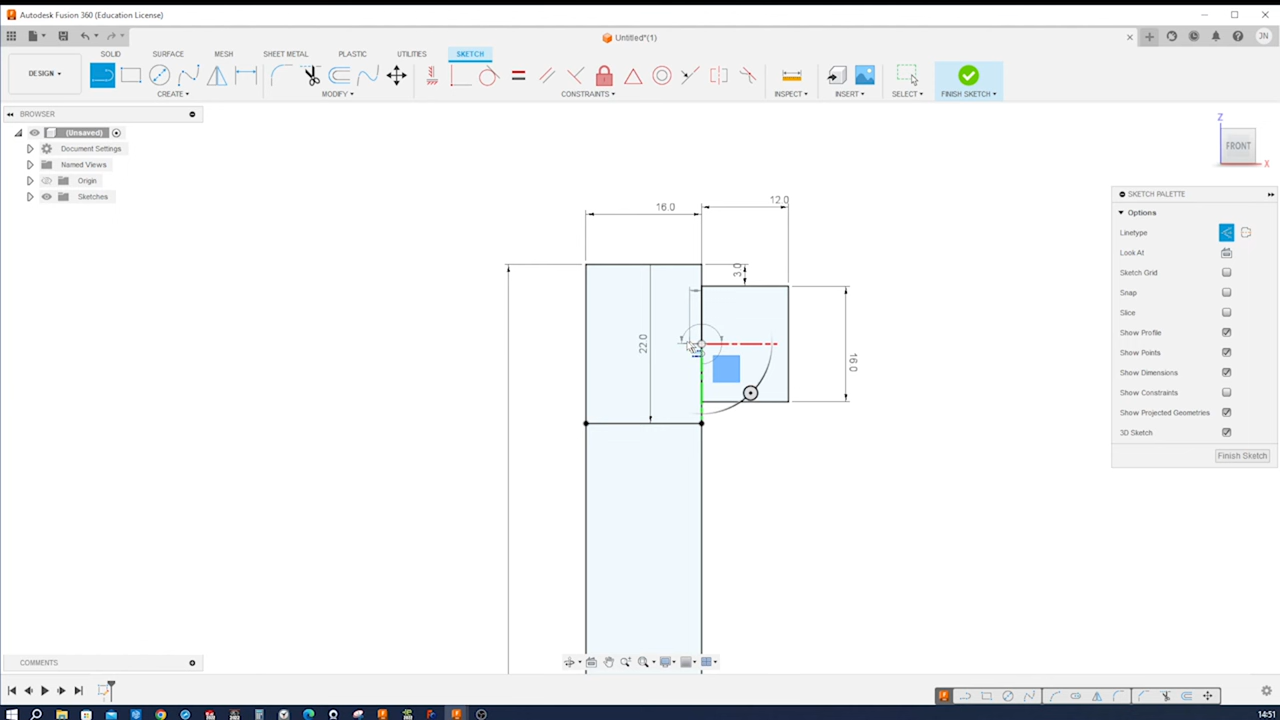 Autodesk Fusion 360 (Education License)
Untitled*(1)
JN
SOLID SURFACE MESH SHEET METAL PLASTIC UTILITIES SKETCH
DESIGN
CREATE MODIFY CONSTRAINTS INSPECT INSERT SELECT FINISH SKETCH
BROWSER
(Unsaved)
Document Settings
Named Views
Origin
Sketches
Z
FRONT
X
SKETCH PALETTE
Options
Linetype
Look At
Sketch Grid
Snap
Slice
Show Profile
Show Points
Show Dimensions
Show Constraints
Show Projected Geometries
3D Sketch
Finish Sketch
16.0
12.0
3.0
22.0
16.0
COMMENTS
14:51